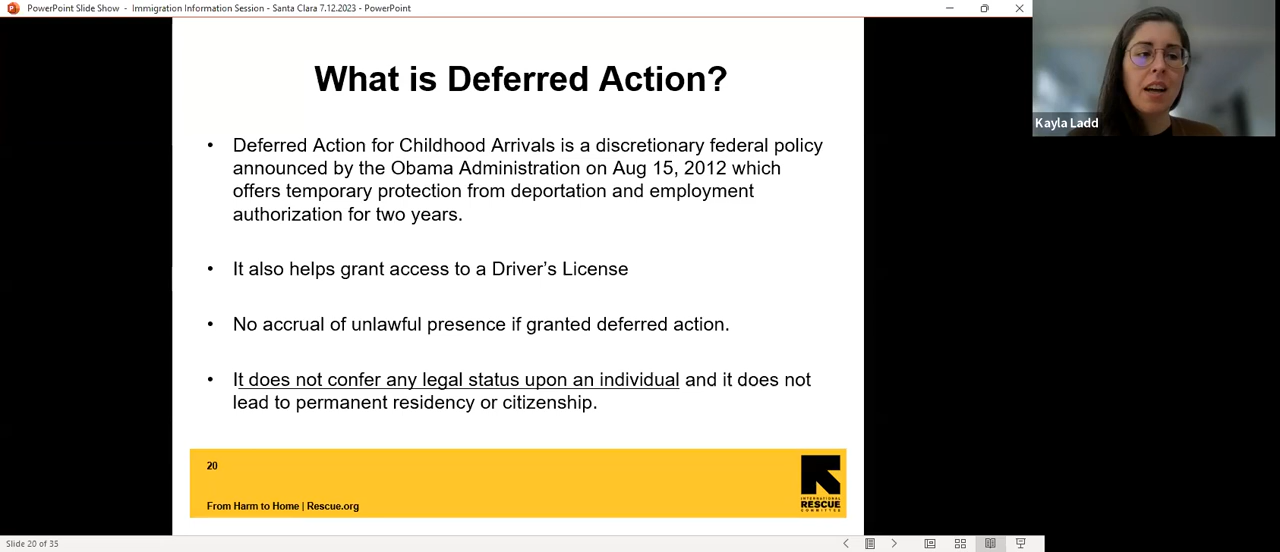 PowerPoint Slide Show - Immigration Information Session - Santa Clara 7.12.2023 - PowerPoint
Kayla Ladd
What is Deferred Action?
• Deferred Action for Childhood Arrivals is a discretionary federal policy
announced by the Obama Administration on Aug 15, 2012 which
offers temporary protection from deportation and employment
authorization for two years.
• It also helps grant access to a Driver's License
• No accrual of unlawful presence if granted deferred action.
• It does not confer any legal status upon an individual and it does not
lead to permanent residency or citizenship.
20
From Harm to Home | Rescue.org
INTERNATIONAL
RESCUE
COMMITTEE
Slide 20 of 35